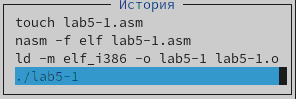 История
touch lab5-1.asm
nasm -f elf lab5-1.asm
ld -m elf_i386 -o lab5-1 lab5-1.o
./lab5-1